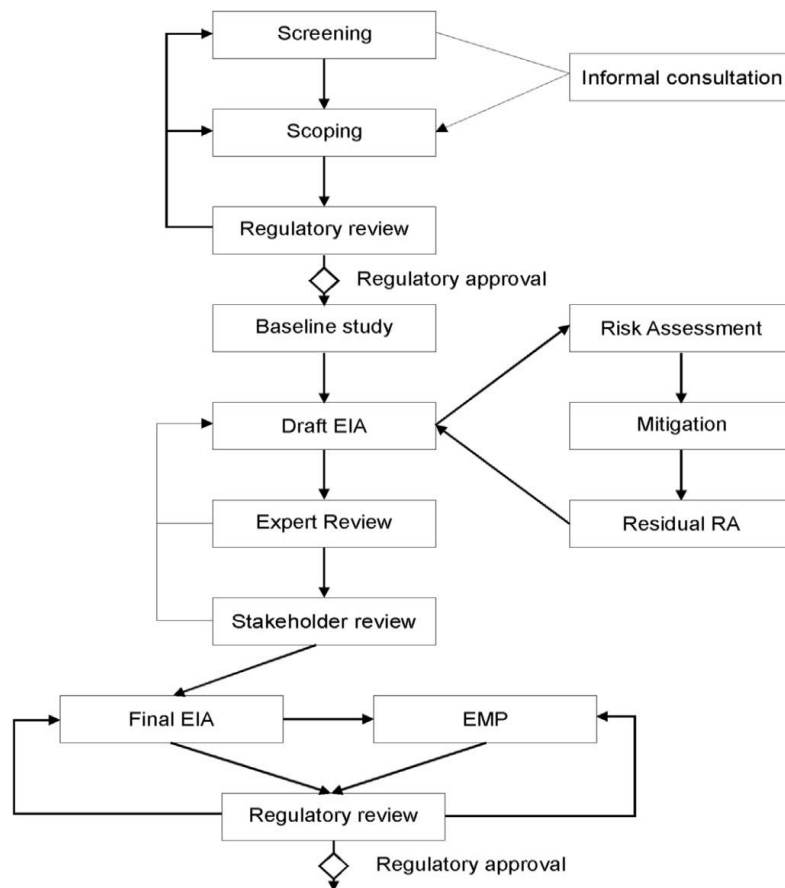 Screening
Informal consultation
Scoping
Regulatory review
Regulatory approval
Baseline study
Risk Assessment
Draft EIA
Mitigation
Expert Review
Residual RA
Stakeholder review
Final EIA
EMP
Regulatory review
Regulatory approval